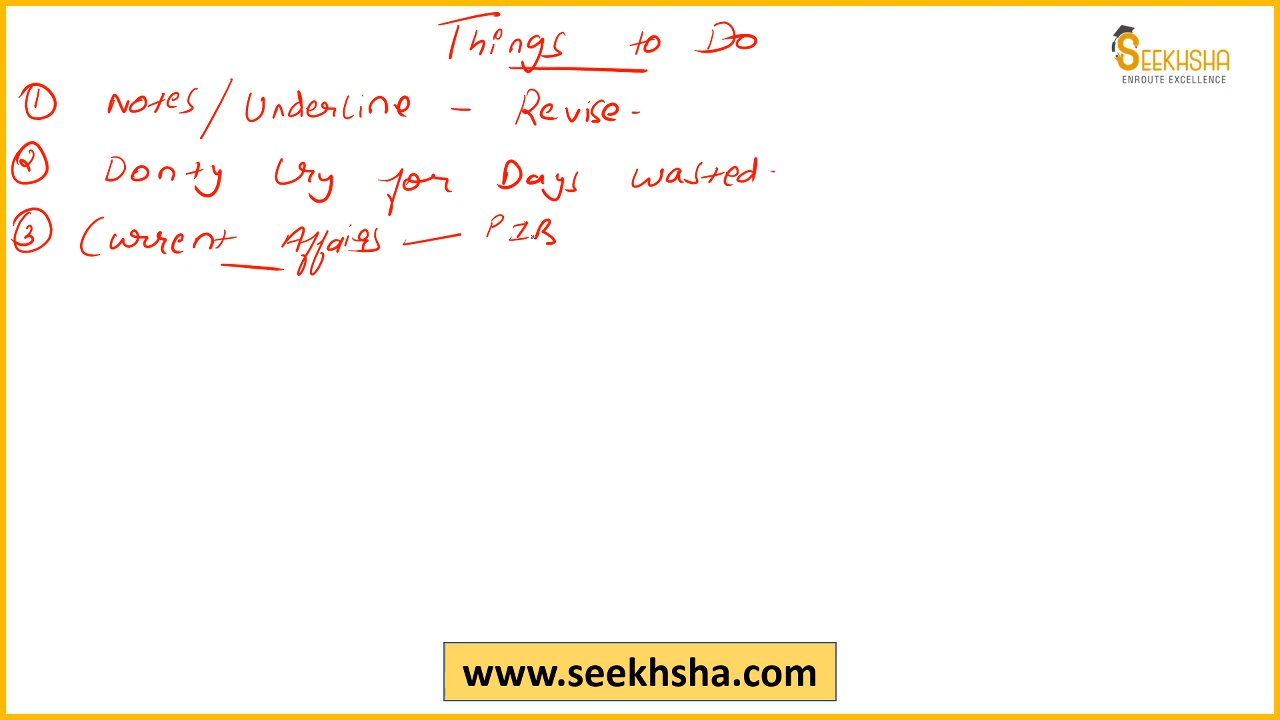 Things to Do
SEEKHSHA
ENROUTE EXCELLENCE
① Notes/Underline - Revise.
② Donty Cry for Days wasted.
③ Current Affairs — PIB
www.seekhsha.com